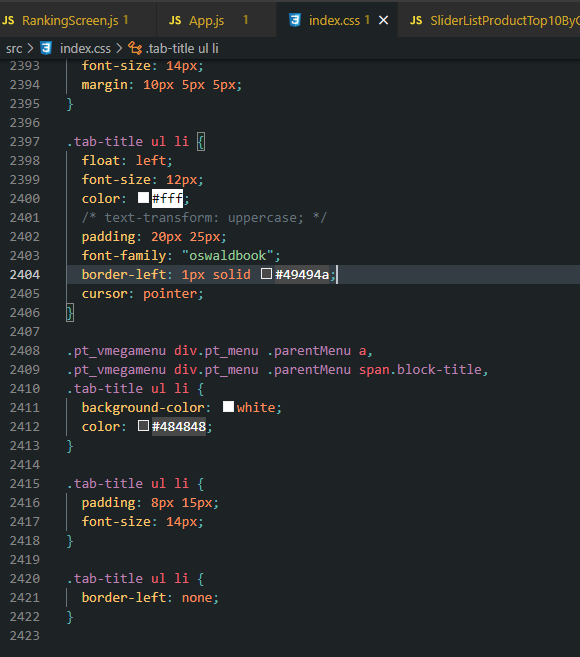 RankingScreen.js 1
App.js 1
index.css 1
SliderListProductTop10ByC
src > index.css > .tab-title ul li
2393 font-size: 14px;
2394 margin: 10px 5px 5px;
2395 }
2396
2397 .tab-title ul li {
2398 float: left;
2399 font-size: 12px;
2400 color: #fff;
2401 /* text-transform: uppercase; */
2402 padding: 20px 25px;
2403 font-family: "oswaldbook";
2404 border-left: 1px solid #49494a;
2405 cursor: pointer;
2406 }
2407
2408 .pt_vmegamenu div.pt_menu .parentMenu a,
2409 .pt_vmegamenu div.pt_menu .parentMenu span.block-title,
2410 .tab-title ul li {
2411 background-color: white;
2412 color: #484848;
2413 }
2414
2415 .tab-title ul li {
2416 padding: 8px 15px;
2417 font-size: 14px;
2418 }
2419
2420 .tab-title ul li {
2421 border-left: none;
2422 }
2423